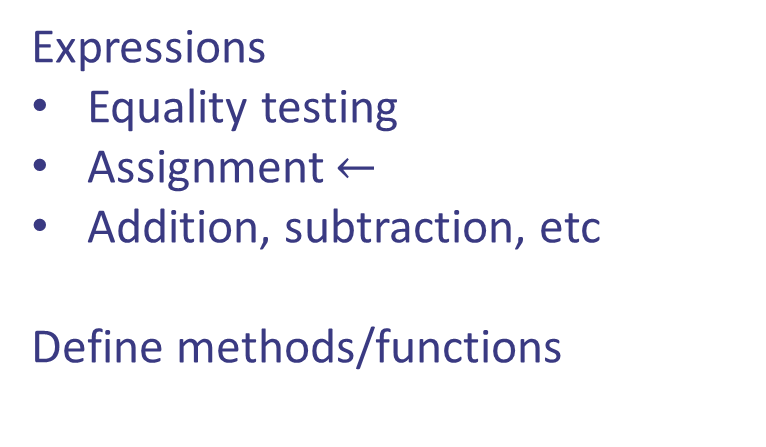 Expressions
• Equality testing
• Assignment ←
• Addition, subtraction, etc
Define methods/functions